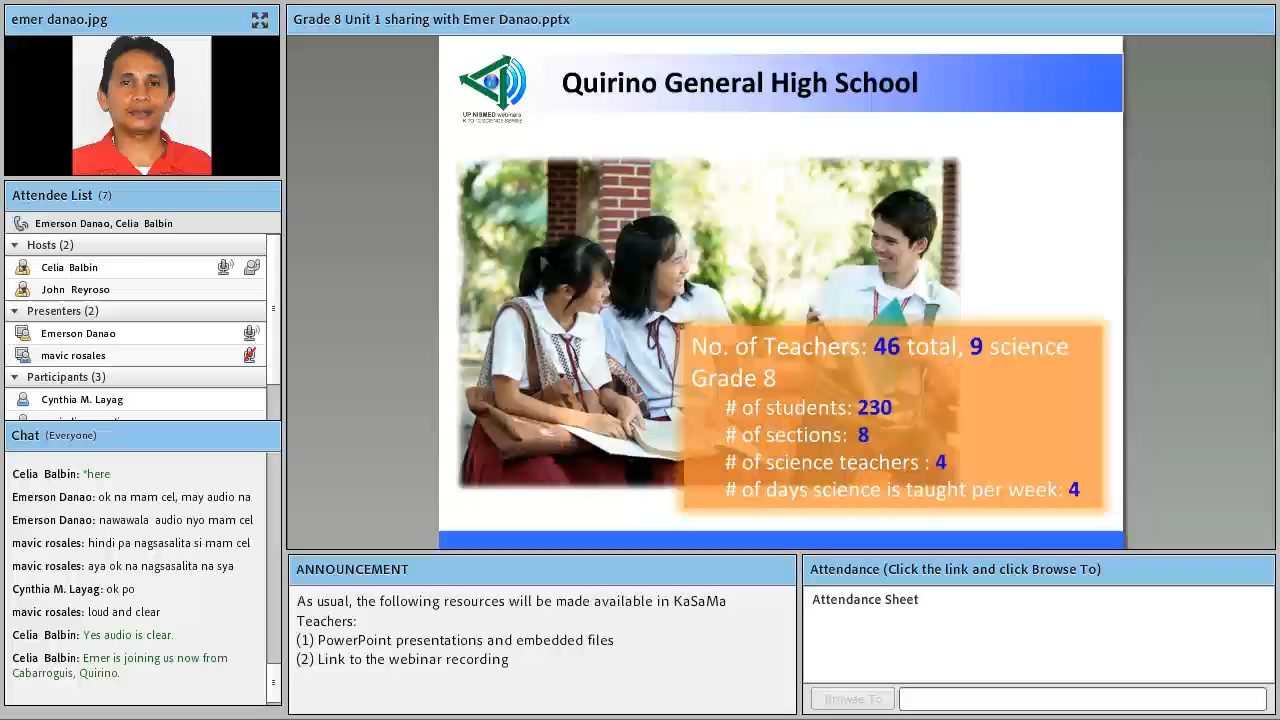 emer danao.jpg
Attendee List (7)
Emerson Danao, Celia Balbin
Hosts (2)
Celia Balbin
John Reyroso
Presenters (2)
Emerson Danao
mavic rosales
Participants (3)
Cynthia M. Layag
Chat (Everyone)
Celia Balbin: *here
Emerson Danao: ok na mam cel, may audio na
Emerson Danao: nawawala audio nyo mam cel
mavic rosales: hindi pa nagsasalita si mam cel
mavic rosales: aya ok na nagsasalita na sya
Cynthia M. Layag: ok po
mavic rosales: loud and clear
Celia Balbin: Yes audio is clear.
Celia Balbin: Emer is joining us now from
Cabarroguis, Quirino.
Grade 8 Unit 1 sharing with Emer Danao.pptx
UP NISMED webinars
K TO 12 SCIENCE SERIES
Quirino General High School
No. of Teachers: 46 total, 9 science
Grade 8
# of students: 230
# of sections: 8
# of science teachers : 4
# of days science is taught per week: 4
ANNOUNCEMENT
As usual, the following resources will be made available in KaSaMa
Teachers:
(1) PowerPoint presentations and embedded files
(2) Link to the webinar recording
Attendance (Click the link and click Browse To)
Attendance Sheet
Browse To